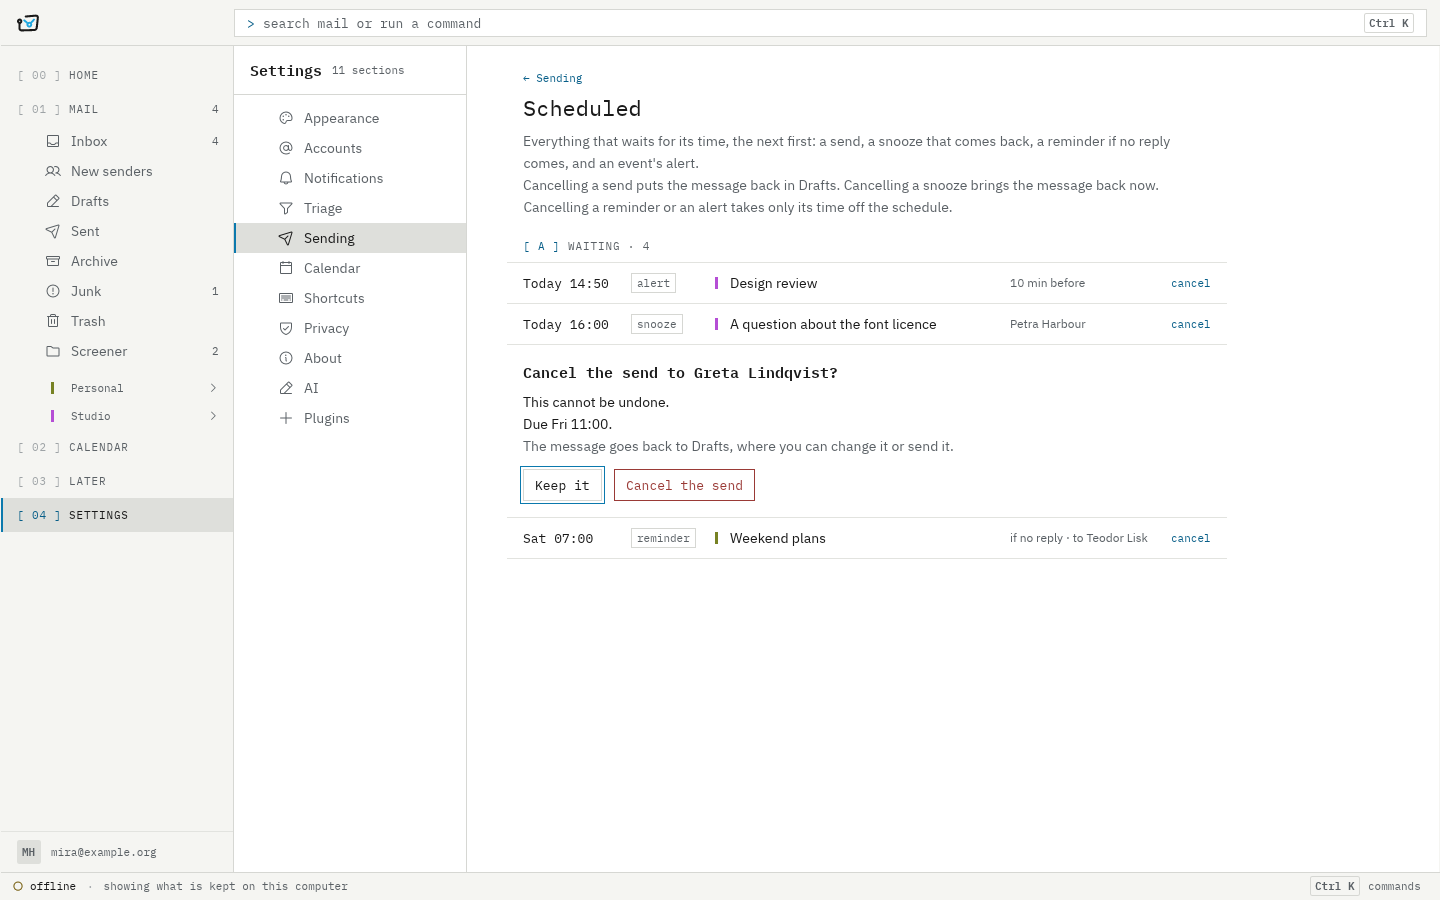 > search mail or run a command
Ctrl K
[ 00 ] HOME
[ 01 ] MAIL 4
Inbox 4
New senders
Drafts
Sent
Archive
Junk 1
Trash
Screener 2
Personal
Studio
[ 02 ] CALENDAR
[ 03 ] LATER
[ 04 ] SETTINGS
MH mira@example.org
Settings 11 sections
Appearance
Accounts
Notifications
Triage
Sending
Calendar
Shortcuts
Privacy
About
AI
Plugins
← Sending
Scheduled
Everything that waits for its time, the next first: a send, a snooze that comes back, a reminder if no reply
comes, and an event's alert.
Cancelling a send puts the message back in Drafts. Cancelling a snooze brings the message back now.
Cancelling a reminder or an alert takes only its time off the schedule.
[ A ] WAITING · 4
Today 14:50 alert Design review 10 min before cancel
Today 16:00 snooze A question about the font licence Petra Harbour cancel
Cancel the send to Greta Lindqvist?
This cannot be undone.
Due Fri 11:00.
The message goes back to Drafts, where you can change it or send it.
Keep it Cancel the send
Sat 07:00 reminder Weekend plans if no reply · to Teodor Lisk cancel
offline · showing what is kept on this computer
Ctrl K commands